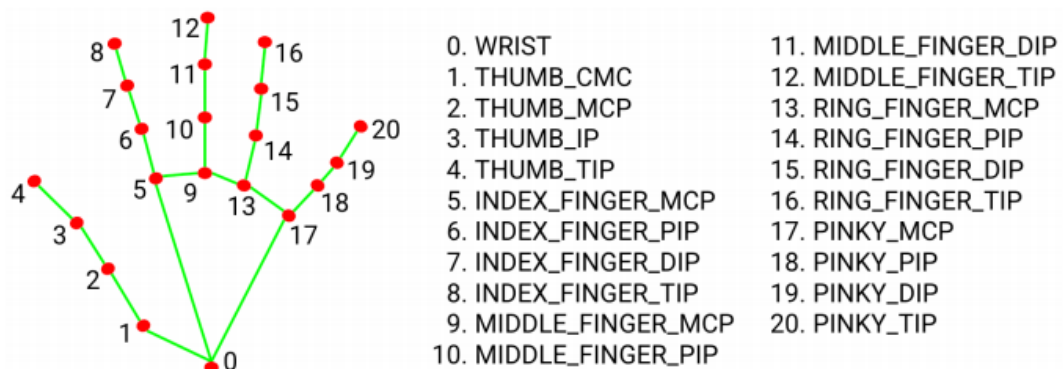 12
8
16
11
7
15
6
10
20
14
19
4
5
9
13
18
3
17
2
1
0
0. WRIST
1. THUMB_CMC
2. THUMB_MCP
3. THUMB_IP
4. THUMB_TIP
5. INDEX_FINGER_MCP
6. INDEX_FINGER_PIP
7. INDEX_FINGER_DIP
8. INDEX_FINGER_TIP
9. MIDDLE_FINGER_MCP
10. MIDDLE_FINGER_PIP
11. MIDDLE_FINGER_DIP
12. MIDDLE_FINGER_TIP
13. RING_FINGER_MCP
14. RING_FINGER_PIP
15. RING_FINGER_DIP
16. RING_FINGER_TIP
17. PINKY_MCP
18. PINKY_PIP
19. PINKY_DIP
20. PINKY_TIP